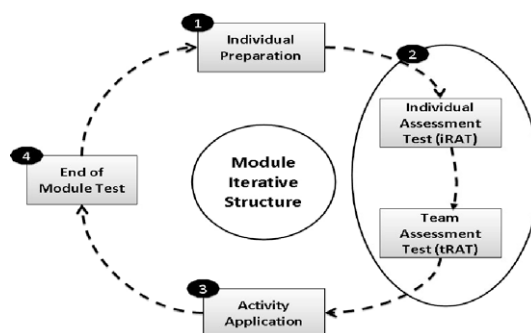 1
Individual
Preparation
2
Individual
Assessment
Test (iRAT)
4
End of
Module Test
Module
Iterative
Structure
Team
Assessment
Test (tRAT)
3
Activity
Application